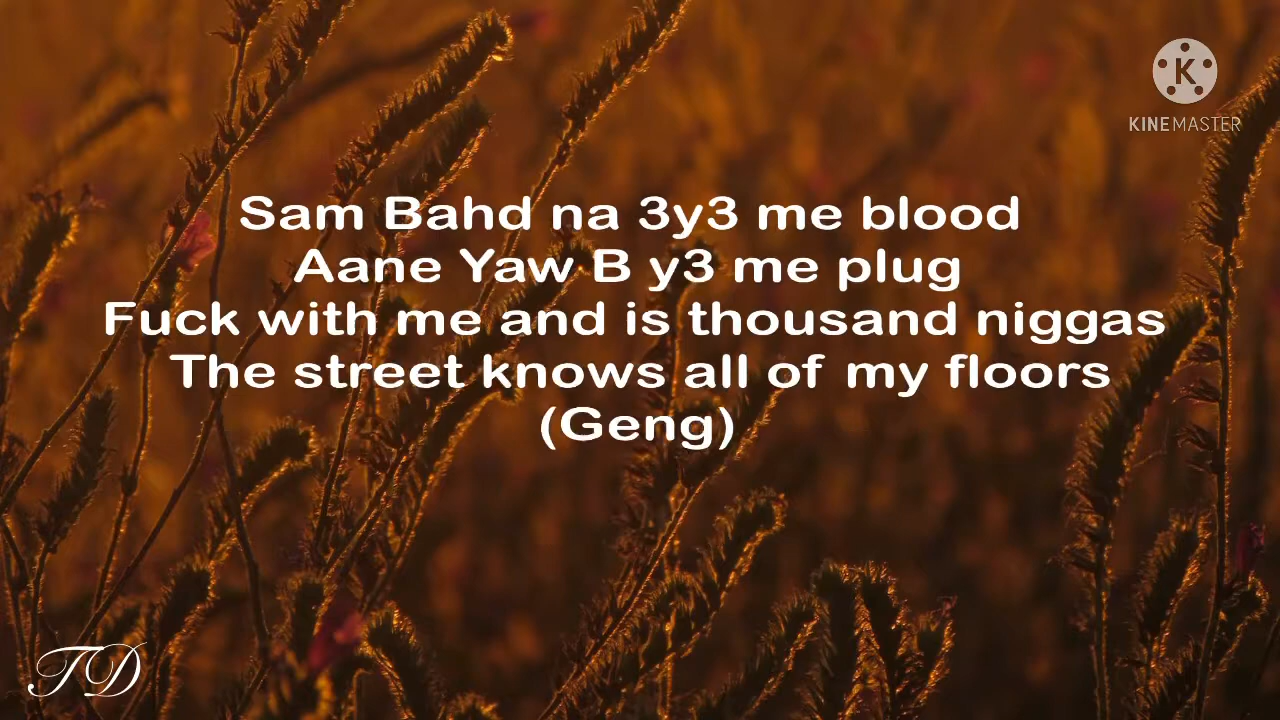 KINEMASTER
Sam Bahd na 3y3 me blood
Aane Yaw B y3 me plug
Fuck with me and is thousand niggas
The street knows all of my floors
(Geng)
TD